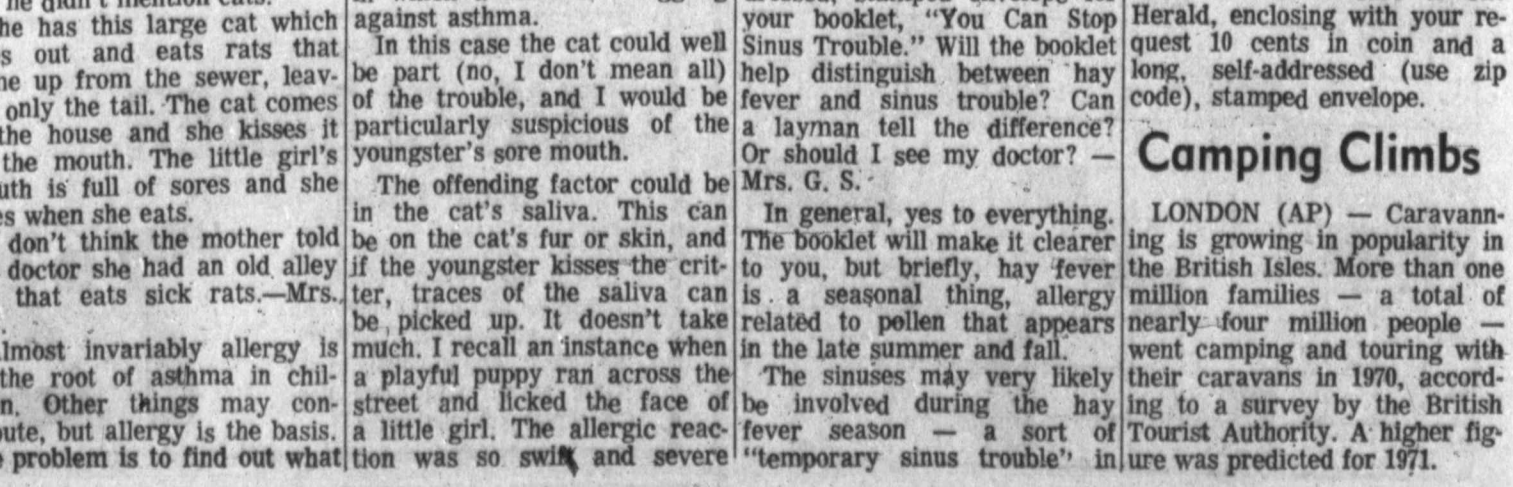 he didn't mention cats.
he has this large cat which
s out and eats rats that
ne up from the sewer, leav-
only the tail. The cat comes
the house and she kisses it
the mouth. The little girl's
uth is full of sores and she
es when she eats.
don't think the mother told
doctor she had an old alley
that eats sick rats.—Mrs.
lmost invariably allergy is
the root of asthma in chil-
n. Other things may con-
oute, but allergy is the basis.
problem is to find out what
against asthma.
In this case the cat could well
be part (no, I don't mean all)
of the trouble, and I would be
particularly suspicious of the
youngster's sore mouth.
The offending factor could be
in the cat's saliva. This can
be on the cat's fur or skin, and
if the youngster kisses the crit-
ter, traces of the saliva can
be picked up. It doesn't take
much. I recall an instance when
a playful puppy ran across the
street and licked the face of
a little girl. The allergic reac-
tion was so swift and severe
your booklet, "You Can Stop
Sinus Trouble." Will the booklet
help distinguish between hay
fever and sinus trouble? Can
a layman tell the difference?
Or should I see my doctor? —
Mrs. G. S.
In general, yes to everything.
The booklet will make it clearer
to you, but briefly, hay fever
is a seasonal thing, allergy
related to pollen that appears
in the late summer and fall.
The sinuses may very likely
be involved during the hay
fever season — a sort of
"temporary sinus trouble" in
Herald, enclosing with your re-
quest 10 cents in coin and a
long, self-addressed (use zip
code), stamped envelope.
Camping Climbs
LONDON (AP) — Caravann-
ing is growing in popularity in
the British Isles. More than one
million families — a total of
nearly four million people —
went camping and touring with
their caravans in 1970, accord-
ing to a survey by the British
Tourist Authority. A higher fig-
ure was predicted for 1971.